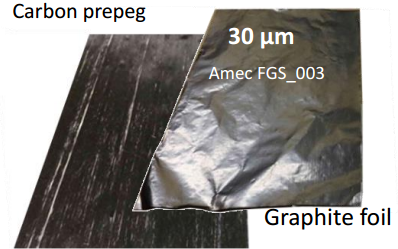 Carbon prepeg
30 µm
Amec FGS_003
Graphite foil